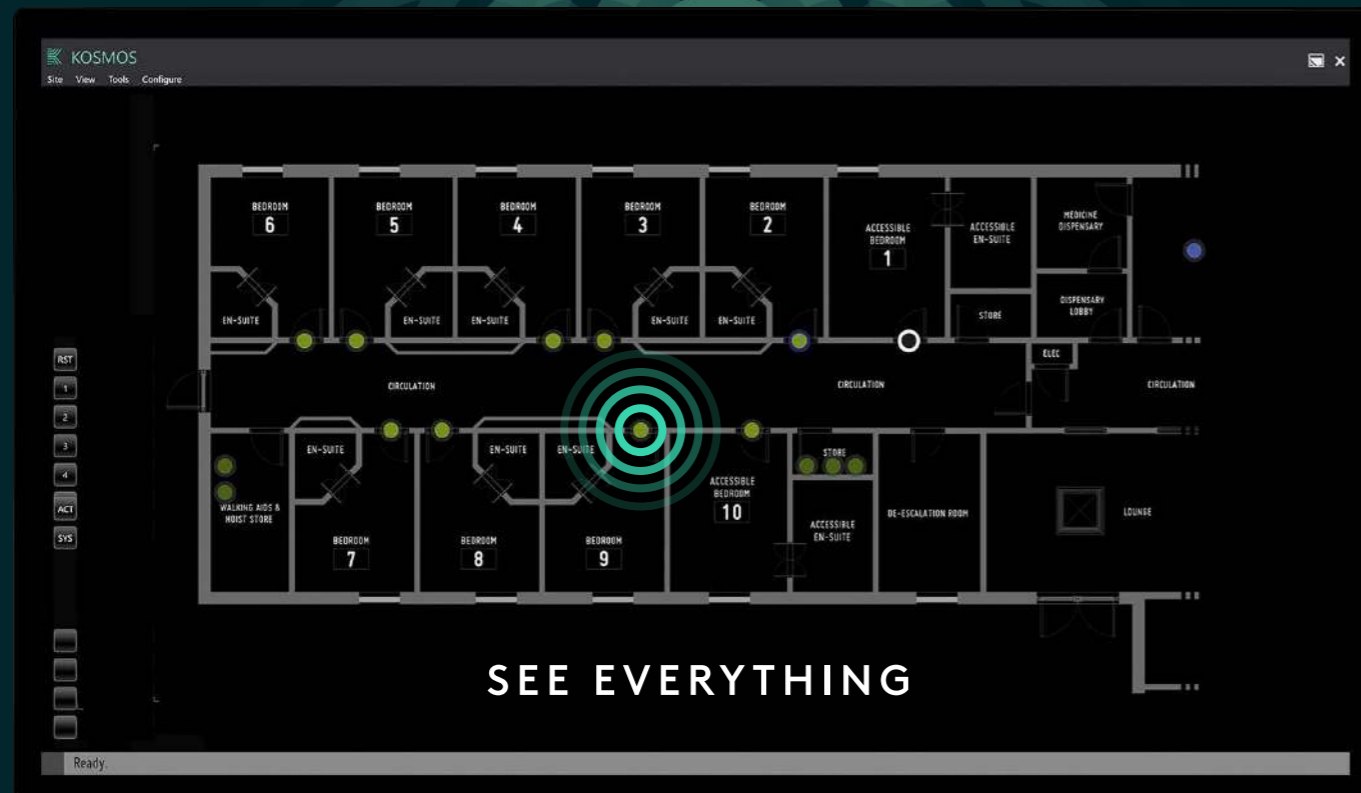 KOSMOS
Site View Tools Configure
BEDROOM
6
BEDROOM
5
BEDROOM
4
BEDROOM
3
BEDROOM
2
ACCESSIBLE
BEDROOM
1
ACCESSIBLE
EN-SUITE
MEDICINE
DISPENSARY
EN-SUITE
EN-SUITE
EN-SUITE
EN-SUITE
EN-SUITE
STORE
DISPENSARY
LOBBY
ELEC
CIRCULATION
CIRCULATION
CIRCULATION
RST
1
2
3
4
ACT
SYS
EN-SUITE
EN-SUITE
EN-SUITE
STORE
WALKING AIDS &
HOIST STORE
BEDROOM
7
BEDROOM
8
BEDROOM
9
ACCESSIBLE
BEDROOM
10
ACCESSIBLE
EN-SUITE
DE-ESCALATION ROOM
LOUNGE
SEE EVERYTHING
Ready.